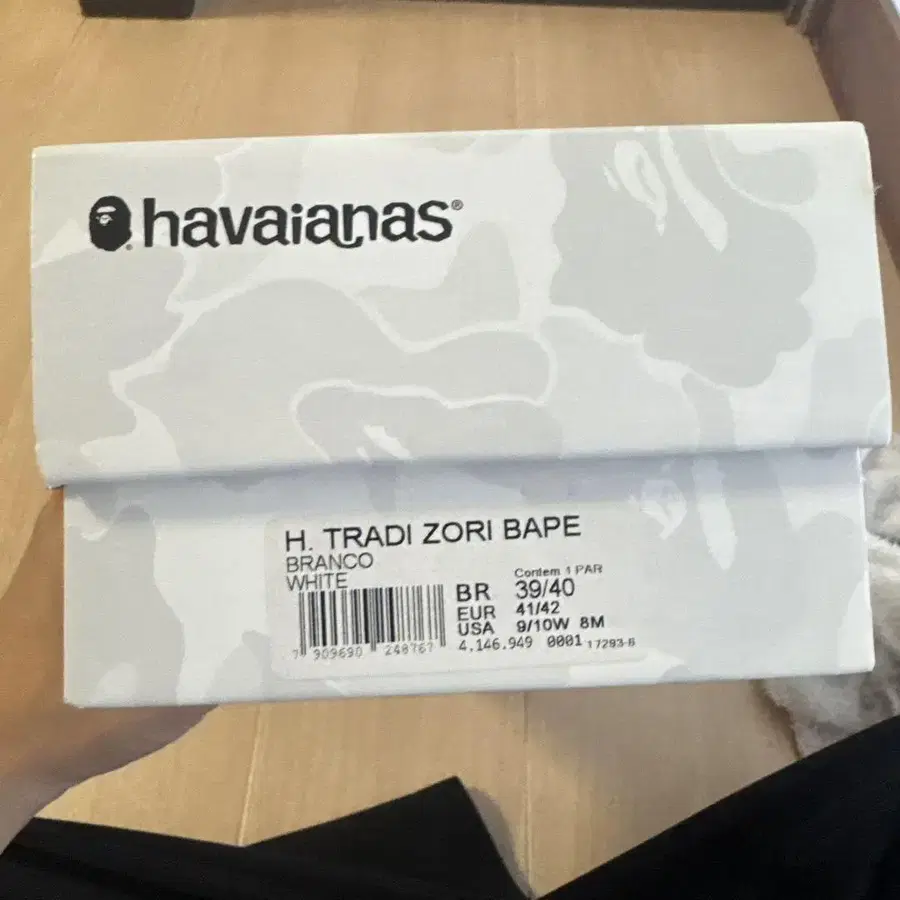 havaianas®
H. TRADI ZORI BAPE
BRANCO
WHITE
Contem 1 PAR
BR 39/40
EUR 41/42
USA 9/10W 8M
7 909690 248767
4.146.949 0001 17293-6